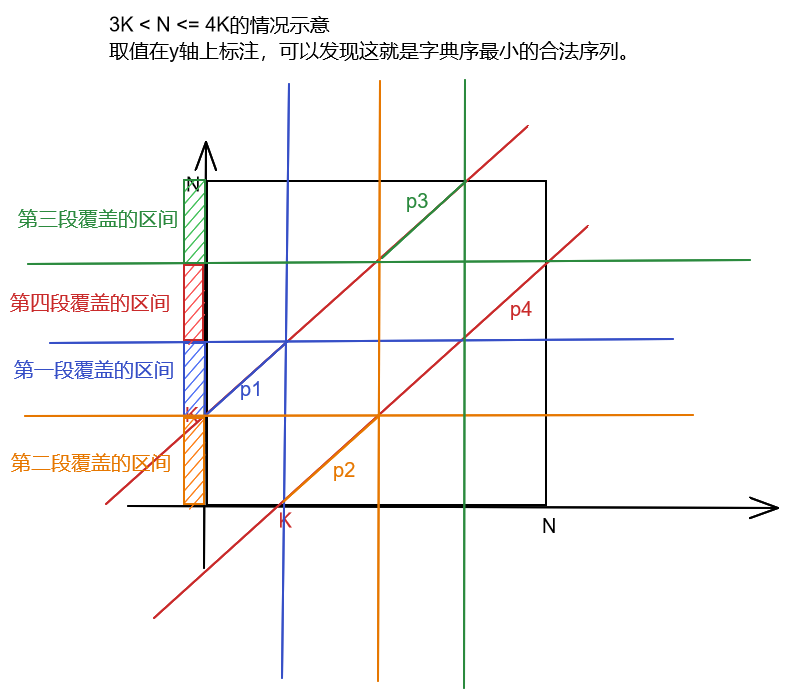 3K < N <= 4K的情况示意
取值在y轴上标注，可以发现这就是字典序最小的合法序列。
N
p3
第三段覆盖的区间
第四段覆盖的区间
p4
第一段覆盖的区间
p1
K
第二段覆盖的区间
p2
K
N